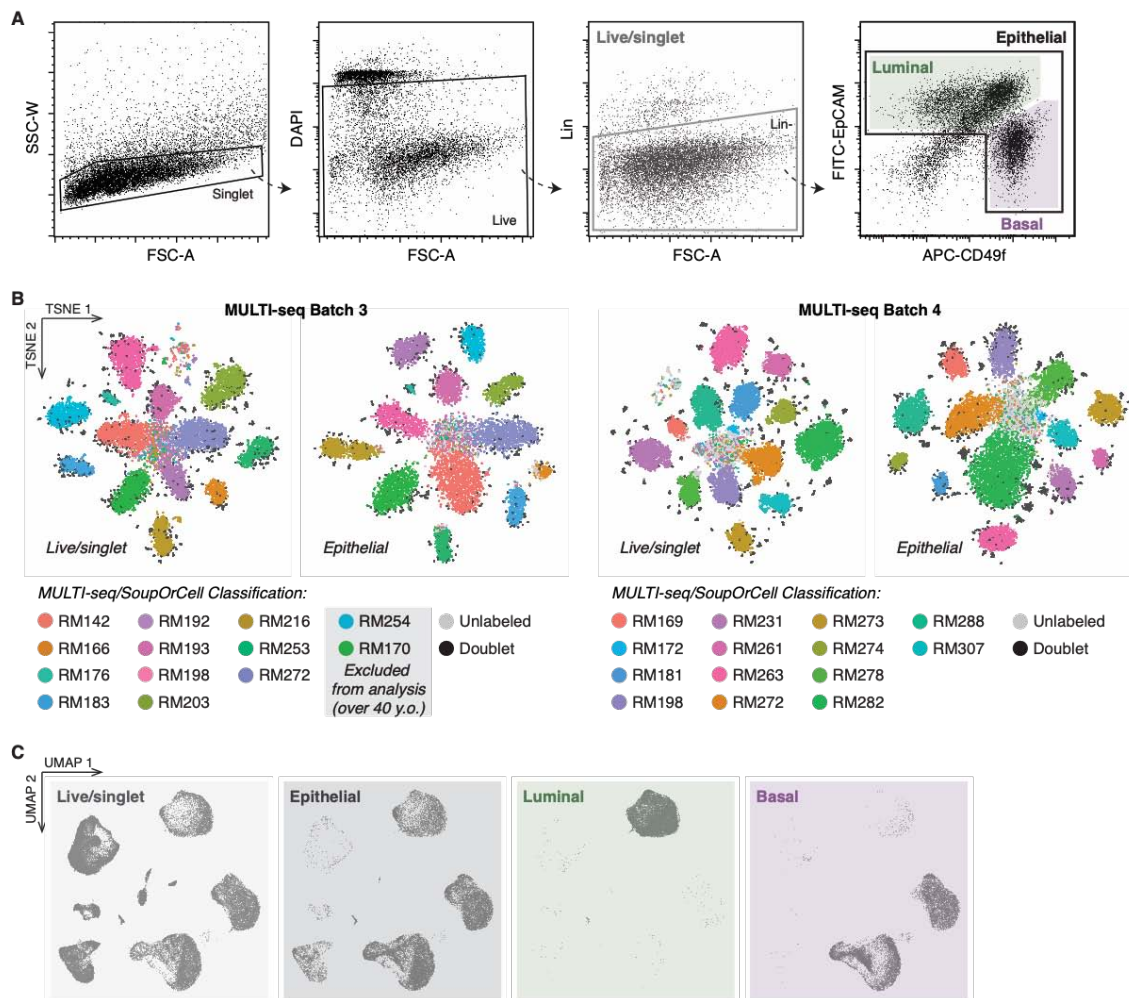 A
SSC-W
Singlet
FSC-A
DAPI
Live
FSC-A
Live/singlet
Lin
Lin-
FSC-A
Epithelial
Luminal
FITC-EpCAM
Basal
APC-CD49f
B
TSNE 1
TSNE 2
MULTI-seq Batch 3
Live/singlet
Epithelial
MULTI-seq Batch 4
Live/singlet
Epithelial
MULTI-seq/SoupOrCell Classification:
RM142
RM166
RM176
RM183
RM192
RM193
RM198
RM203
RM216
RM253
RM272
RM254
RM170
Excluded
from analysis
(over 40 y.o.)
Unlabeled
Doublet
MULTI-seq/SoupOrCell Classification:
RM169
RM172
RM181
RM198
RM231
RM261
RM263
RM272
RM273
RM274
RM278
RM282
RM288
RM307
Unlabeled
Doublet
C
UMAP 1
UMAP 2
Live/singlet
Epithelial
Luminal
Basal